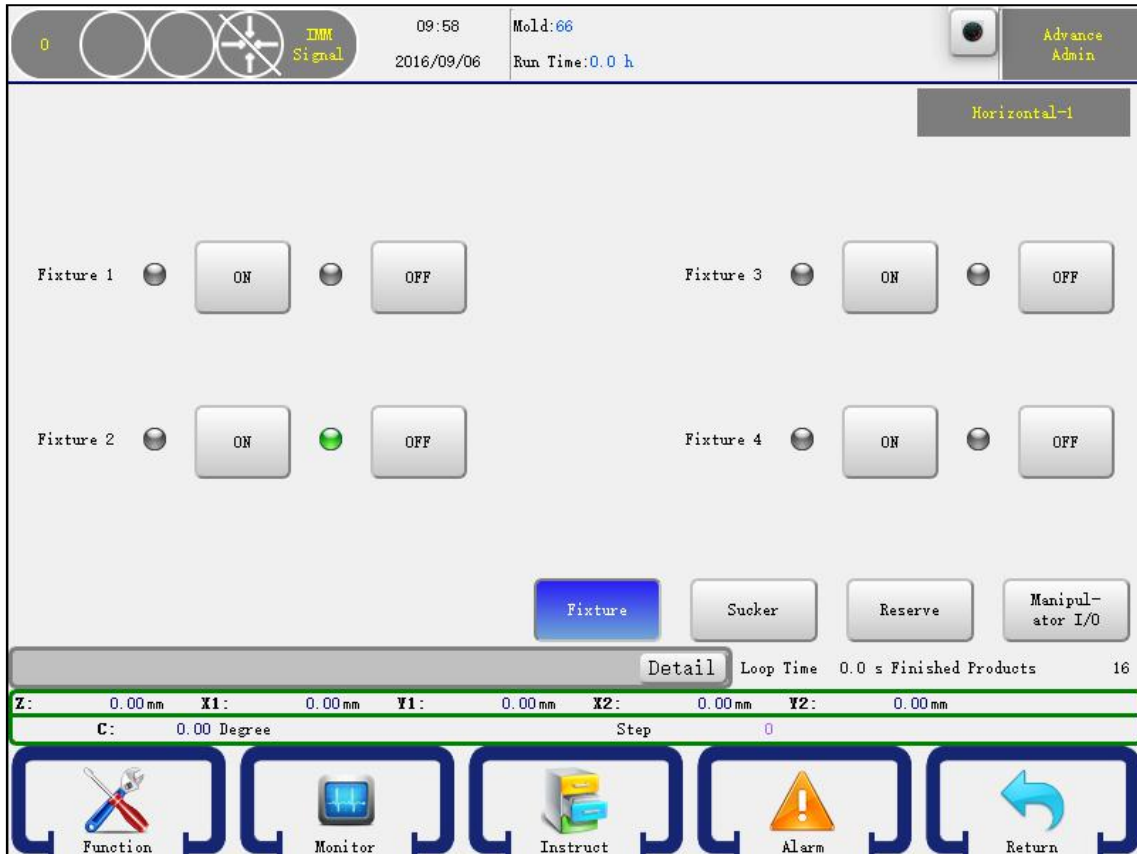 0
IMM
Signal
09:58
2016/09/06
Mold:66
Run Time:0.0 h
Advance
Admin
Horizontal-1
Fixture 1
ON
OFF
Fixture 3
ON
OFF
Fixture 2
ON
OFF
Fixture 4
ON
OFF
Fixture
Sucker
Reserve
Manipul-
ator I/O
Detail
Loop Time 0.0 s Finished Products 16
Z: 0.00 mm X1: 0.00 mm Y1: 0.00 mm X2: 0.00 mm Y2: 0.00 mm
C: 0.00 Degree Step 0
Function
Monitor
Instruct
Alarm
Return